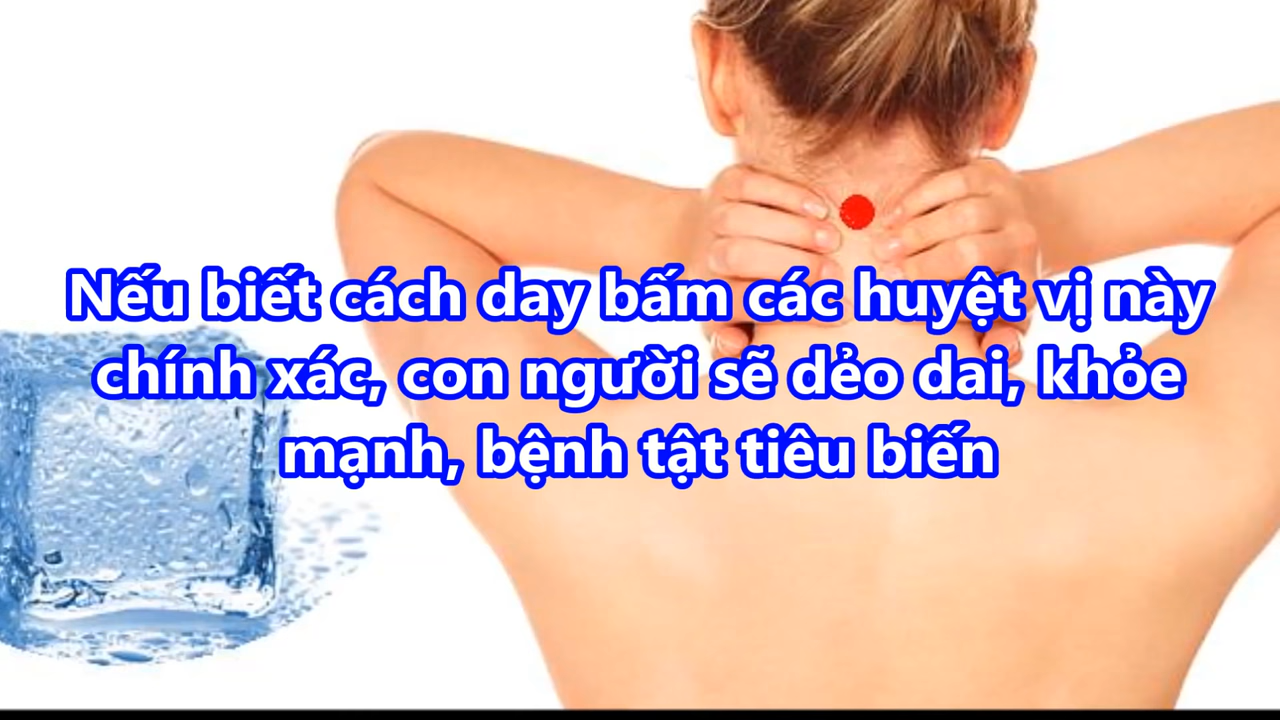 Nếu biết cách day bấm các huyệt vị này
chính xác, con người sẽ dẻo dai, khỏe
mạnh, bệnh tật tiêu biến